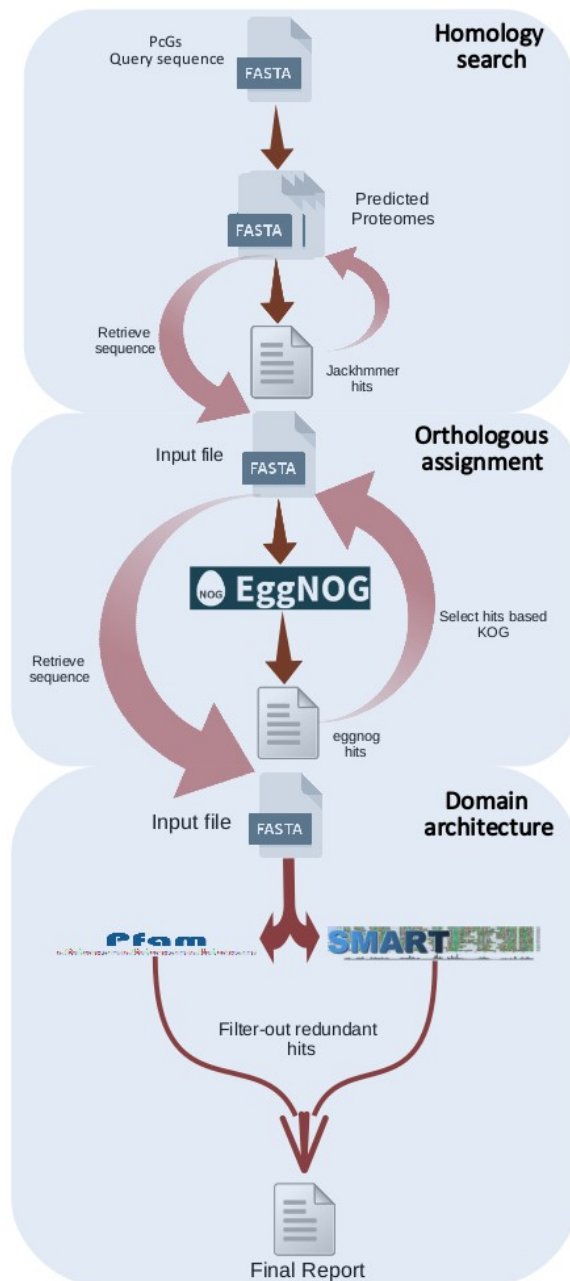 Homology
search
PcGs
Query sequence
FASTA
Predicted
Proteomes
FASTA
Retrieve
sequence
Jackhmmer
hits
Orthologous
assignment
Input file
FASTA
NOG EggNOG
Select hits based
KOG
Retrieve
sequence
eggnog
hits
Domain
architecture
Input file
FASTA
Pfam
SMART
Filter-out redundant
hits
Final Report